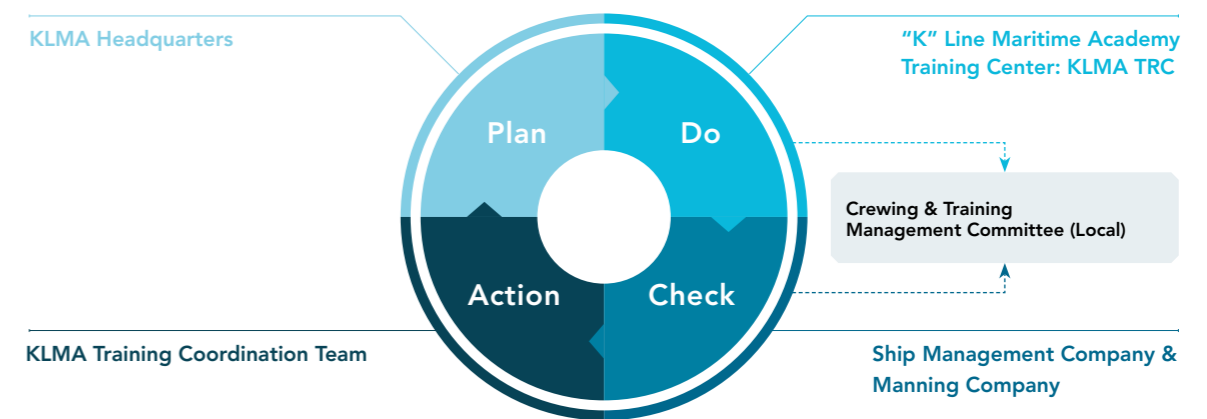 KLMA Headquarters
“K” Line Maritime Academy
Training Center: KLMA TRC
Plan
Do
Crewing & Training
Management Committee (Local)
Action
Check
KLMA Training Coordination Team
Ship Management Company &
Manning Company